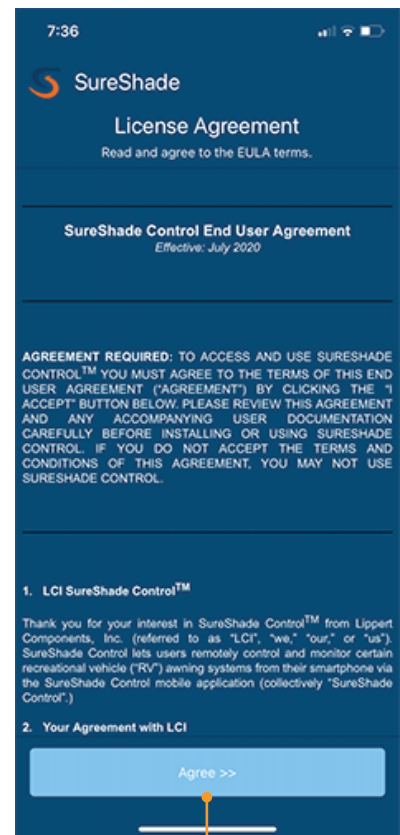 7:36
SureShade
License Agreement
Read and agree to the EULA terms.
SureShade Control End User Agreement
Effective: July 2020
AGREEMENT REQUIRED: TO ACCESS AND USE SURESHADE
CONTROL™ YOU MUST AGREE TO THE TERMS OF THIS END
USER AGREEMENT ("AGREEMENT") BY CLICKING THE "I
ACCEPT" BUTTON BELOW. PLEASE REVIEW THIS AGREEMENT
AND ANY ACCOMPANYING USER DOCUMENTATION
CAREFULLY BEFORE INSTALLING OR USING SURESHADE
CONTROL. IF YOU DO NOT ACCEPT THE TERMS AND
CONDITIONS OF THIS AGREEMENT, YOU MAY NOT USE
SURESHADE CONTROL.
1. LCI SureShade Control™
Thank you for your interest in SureShade Control™ from Lippert
Components, Inc. (referred to as "LCI", "we," "our," or "us").
SureShade Control lets users remotely control and monitor certain
recreational vehicle ("RV") awning systems from their smartphone via
the SureShade Control mobile application (collectively "SureShade
Control".)
2. Your Agreement with LCI
Agree >>